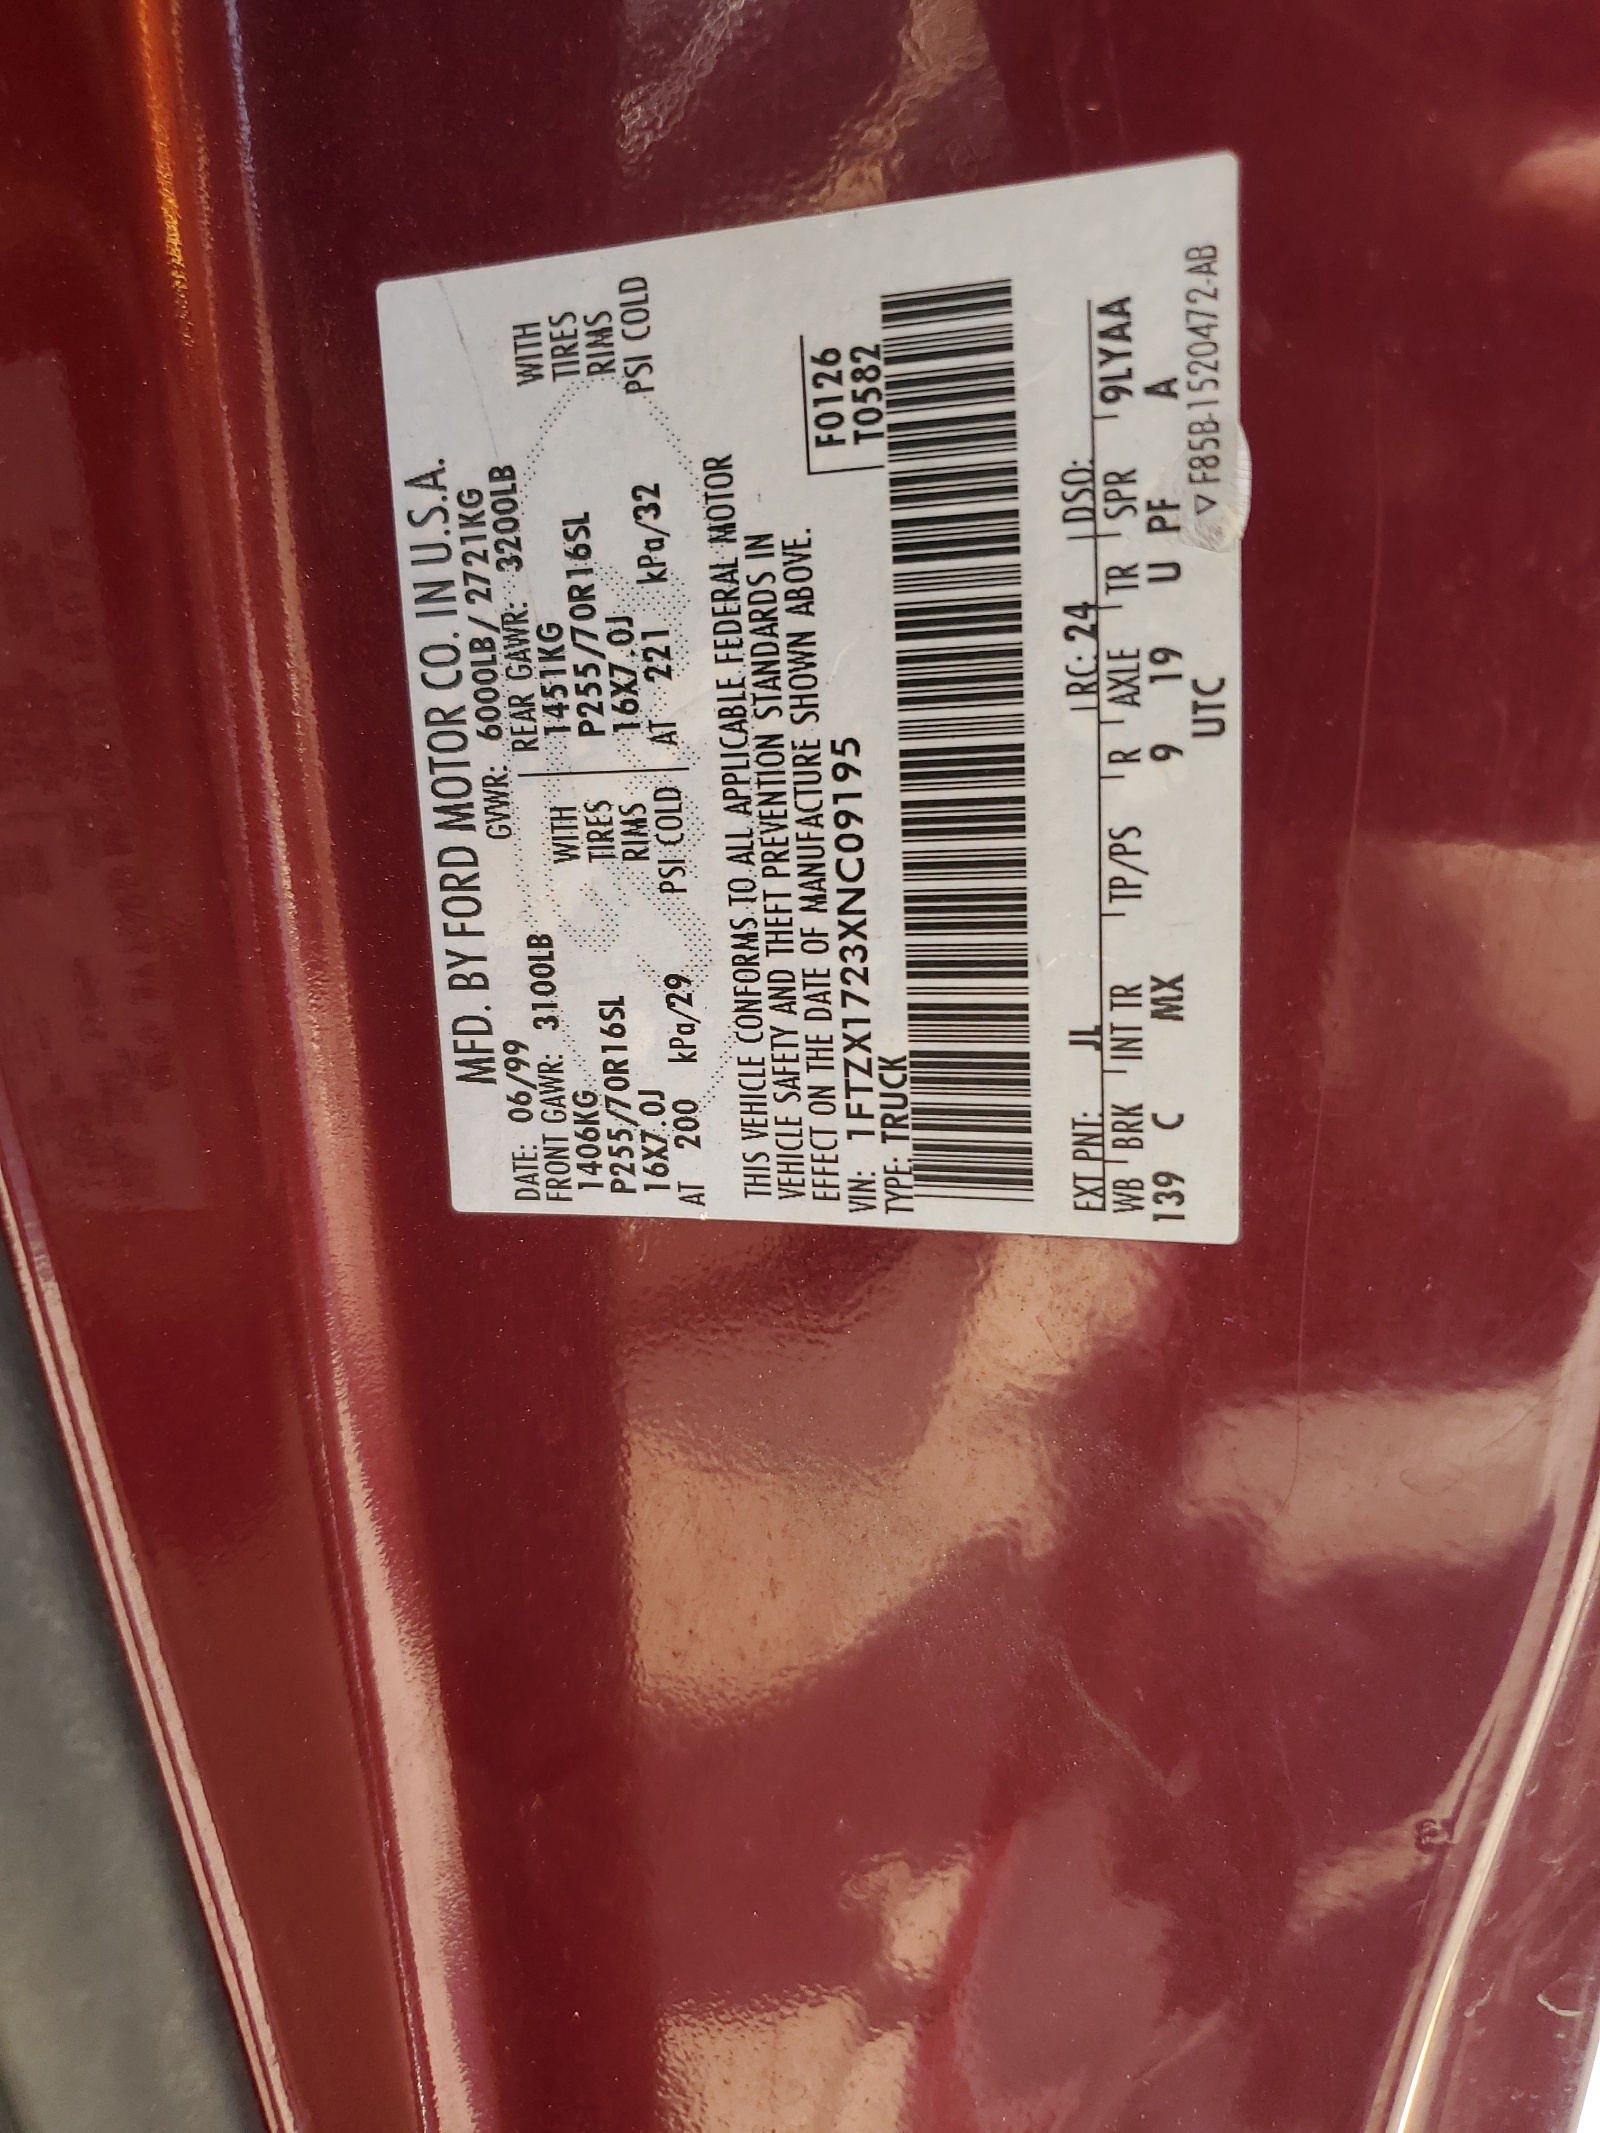 MFD. BY FORD MOTOR CO. IN U.S.A.
DATE: 06/99 GVWR: 6000LB/ 2721KG
FRONT GAWR: 3100LB REAR GAWR: 3200LB
1406KG WITH 1451KG WITH
P255/70R16SL TIRES P255/70R16SL TIRES
16X7.0J RIMS 16X7.0J RIMS
AT 200 kPa/29 PSI COLD AT 221 kPa/32 PSI COLD
THIS VEHICLE CONFORMS TO ALL APPLICABLE FEDERAL MOTOR
VEHICLE SAFETY AND THEFT PREVENTION STANDARDS IN
EFFECT ON THE DATE OF MANUFACTURE SHOWN ABOVE.
VIN: 1FTZX1723XNC09195 F0126
TYPE: TRUCK T0582
EXT PNT: JL RC: 24 DSO:
WB BRK INT TR TP/PS R AXLE TR SPR 9LYAA
139 C MX 9 19 U PF A
UTC ▽ F85B-1520472-AB